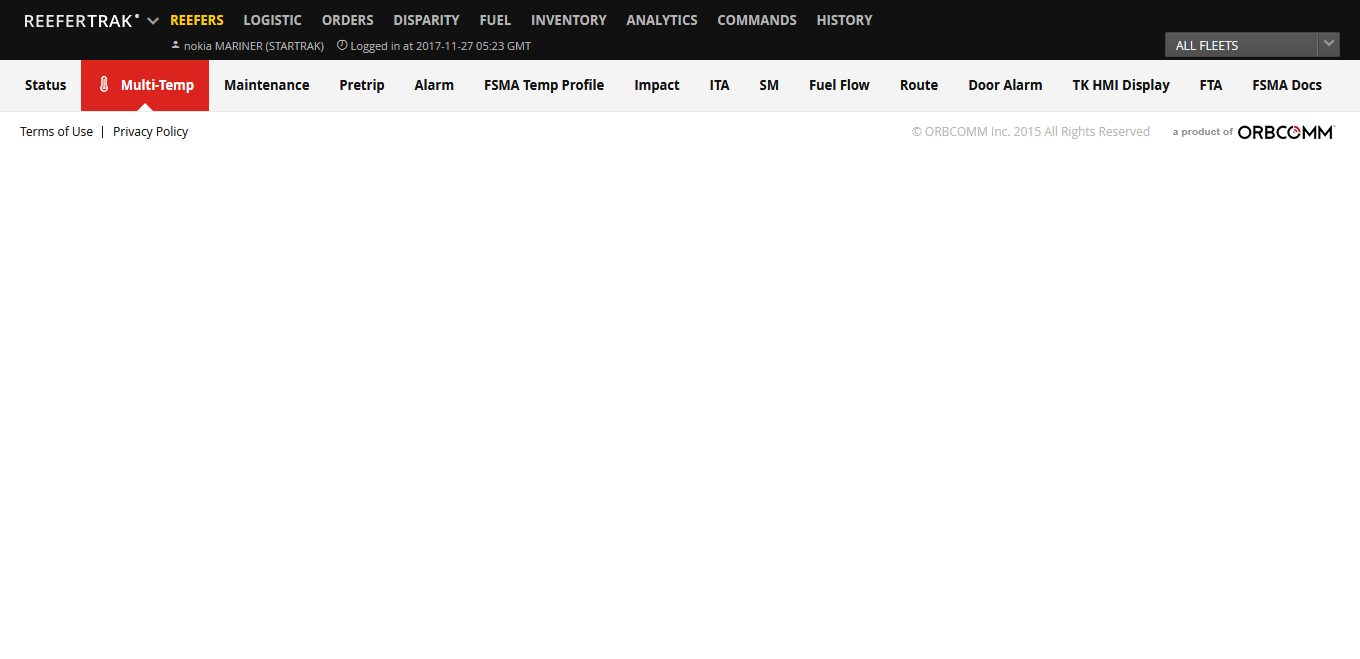 REEFERTRAK REEFERS LOGISTIC ORDERS DISPARITY FUEL INVENTORY ANALYTICS COMMANDS HISTORY
nokia MARINER (STARTRAK) Logged in at 2017-11-27 05:23 GMT ALL FLEETS
Status Multi-Temp Maintenance Pretrip Alarm FSMA Temp Profile Impact ITA SM Fuel Flow Route Door Alarm TK HMI Display FTA FSMA Docs
Terms of Use | Privacy Policy © ORBCOMM Inc. 2015 All Rights Reserved a product of ORBCOMM